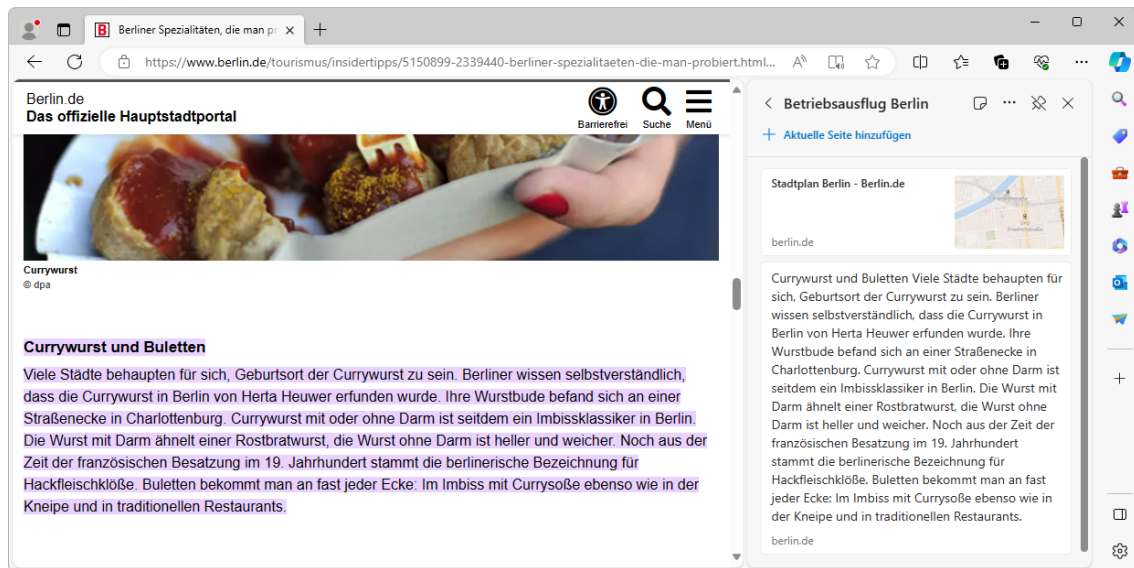 Berliner Spezialitäten, die man pr
https://www.berlin.de/tourismus/insidertipps/5150899-2339440-berliner-spezialitaeten-die-man-probiert.html...
Berlin.de
Das offizielle Hauptstadtportal
Barrierefrei Suche Menü
Currywurst
© dpa
Currywurst und Buletten
Viele Städte behaupten für sich, Geburtsort der Currywurst zu sein. Berliner wissen selbstverständlich,
dass die Currywurst in Berlin von Herta Heuwer erfunden wurde. Ihre Wurstbude befand sich an einer
Straßenecke in Charlottenburg. Currywurst mit oder ohne Darm ist seitdem ein Imbissklassiker in Berlin.
Die Wurst mit Darm ähnelt einer Rostbratwurst, die Wurst ohne Darm ist heller und weicher. Noch aus der
Zeit der französischen Besatzung im 19. Jahrhundert stammt die berlinerische Bezeichnung für
Hackfleischklöße. Buletten bekommt man an fast jeder Ecke: Im Imbiss mit Currysoße ebenso wie in der
Kneipe und in traditionellen Restaurants.
Betriebsausflug Berlin
Aktuelle Seite hinzufügen
Stadtplan Berlin - Berlin.de
berlin.de
Currywurst und Buletten Viele Städte behaupten für
sich, Geburtsort der Currywurst zu sein. Berliner
wissen selbstverständlich, dass die Currywurst in
Berlin von Herta Heuwer erfunden wurde. Ihre
Wurstbude befand sich an einer Straßenecke in
Charlottenburg. Currywurst mit oder ohne Darm ist
seitdem ein Imbissklassiker in Berlin. Die Wurst mit
Darm ähnelt einer Rostbratwurst, die Wurst ohne
Darm ist heller und weicher. Noch aus der Zeit der
französischen Besatzung im 19. Jahrhundert
stammt die berlinerische Bezeichnung für
Hackfleischklöße. Buletten bekommt man an fast
jeder Ecke: Im Imbiss mit Currysoße ebenso wie in
der Kneipe und in traditionellen Restaurants.
berlin.de